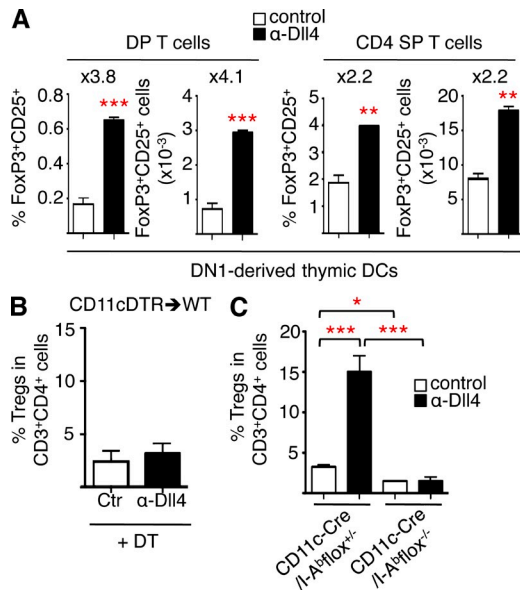 A
control
α-Dll4
DP T cells
CD4 SP T cells
x3.8
x4.1
x2.2
x2.2
% FoxP3+CD25+
0.8
0.6
0.4
0.2
***
FoxP3+CD25+ cells
(x10-3)
4
3
2
1
***
% FoxP3+CD25+
5
4
3
2
1
**
FoxP3+CD25+ cells
(x10-3)
20
15
10
5
**
DN1-derived thymic DCs
B
CD11cDTR➔WT
% Tregs in
CD3+CD4+ cells
15
10
5
Ctr
α-Dll4
+ DT
C
% Tregs in
CD3+CD4+ cells
20
15
10
5
*
***
***
control
α-Dll4
CD11c-Cre
/I-Abflox+/-
CD11c-Cre
/I-Abflox-/-